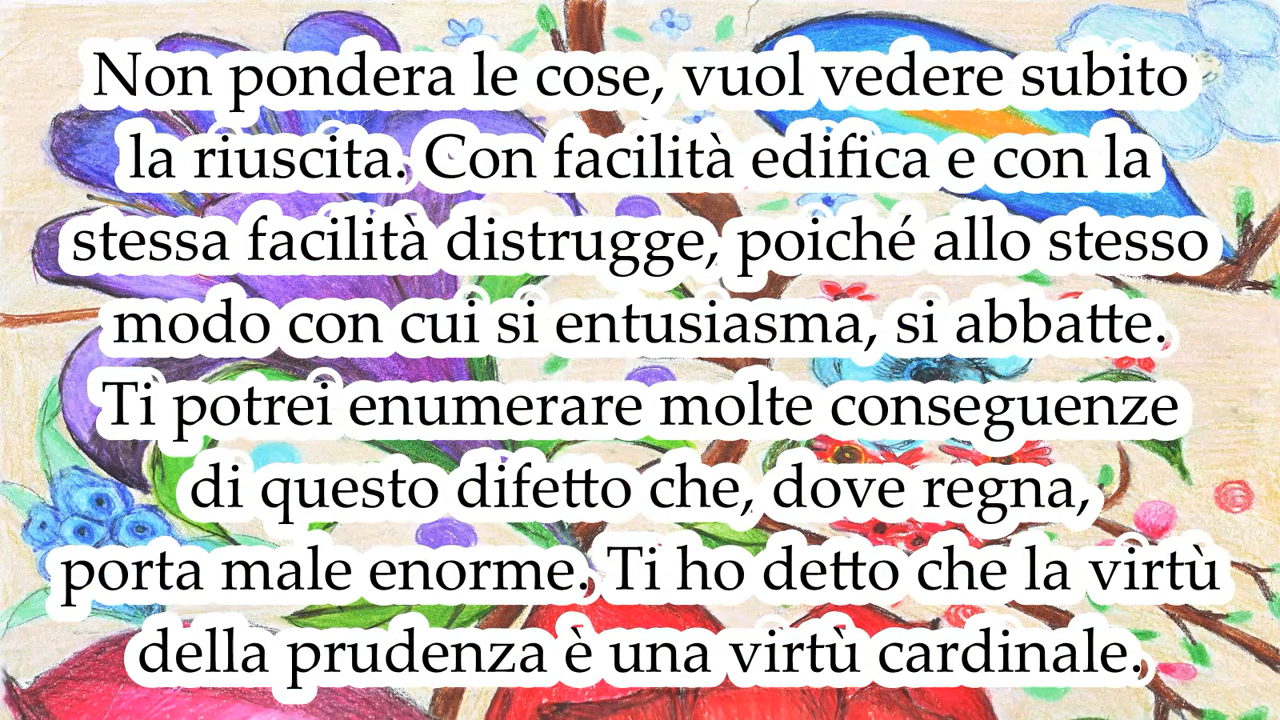 Non pondera le cose, vuol vedere subito
la riuscita. Con facilità edifica e con la
stessa facilità distrugge, poiché allo stesso
modo con cui si entusiasma, si abbatte.
Ti potrei enumerare molte conseguenze
di questo difetto che, dove regna,
porta male enorme. Ti ho detto che la virtù
della prudenza è una virtù cardinale.